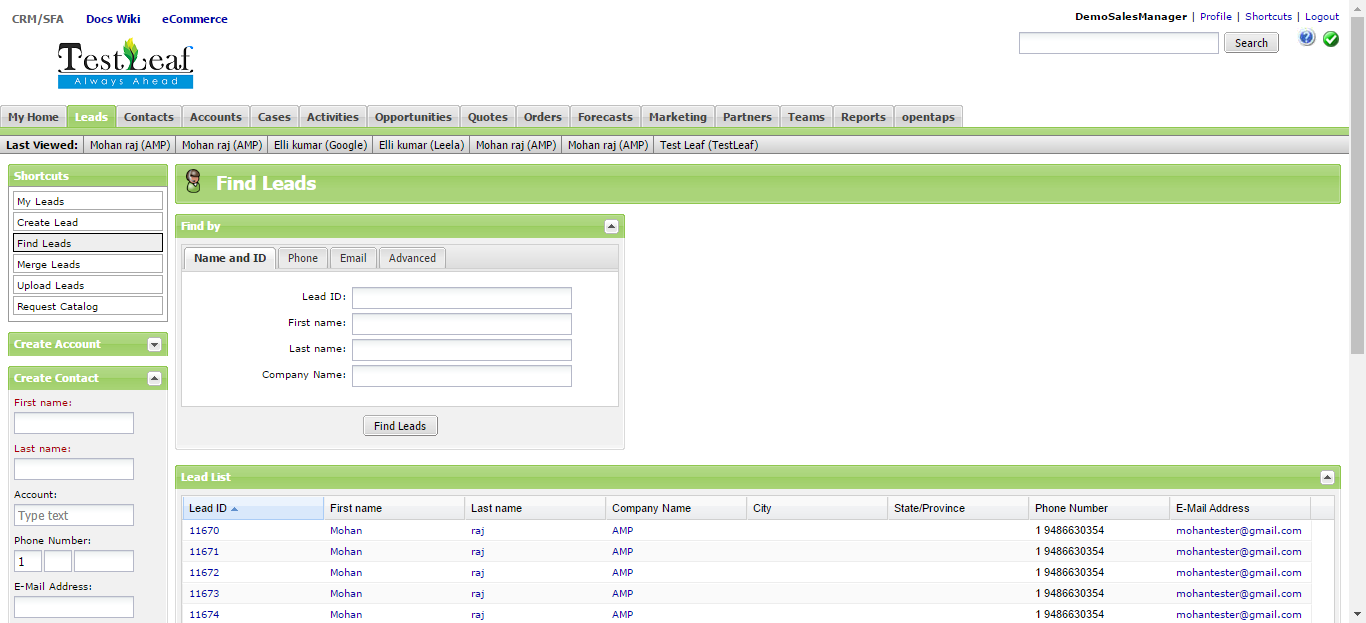 CRM/SFA Docs Wiki eCommerce
DemoSalesManager | Profile | Shortcuts | Logout
TestLeaf
Always Ahead
Search
My Home Leads Contacts Accounts Cases Activities Opportunities Quotes Orders Forecasts Marketing Partners Teams Reports opentaps
Last Viewed: Mohan raj (AMP) Mohan raj (AMP) Elli kumar (Google) Elli kumar (Leela) Mohan raj (AMP) Mohan raj (AMP) Test Leaf (TestLeaf)
Shortcuts
My Leads
Create Lead
Find Leads
Merge Leads
Upload Leads
Request Catalog
Create Account
Create Contact
First name:
Last name:
Account:
Type text
Phone Number:
1
E-Mail Address:
Find Leads
Find by
Name and ID Phone Email Advanced
Lead ID:
First name:
Last name:
Company Name:
Find Leads
Lead List
Lead ID First name Last name Company Name City State/Province Phone Number E-Mail Address
11670 Mohan raj AMP 1 9486630354 mohantester@gmail.com
11671 Mohan raj AMP 1 9486630354 mohantester@gmail.com
11672 Mohan raj AMP 1 9486630354 mohantester@gmail.com
11673 Mohan raj AMP 1 9486630354 mohantester@gmail.com
11674 Mohan raj AMP 1 9486630354 mohantester@gmail.com